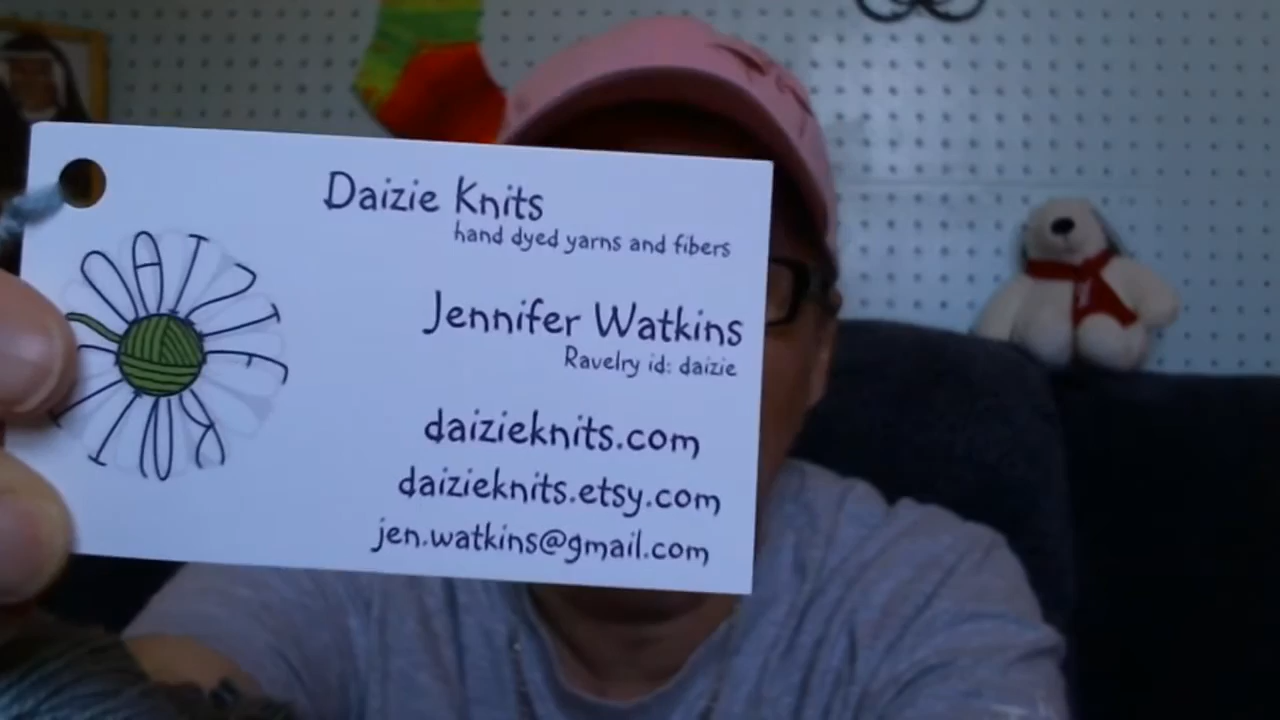 Daizie Knits
hand dyed yarns and fibers
Jennifer Watkins
Ravelry id: daizie
daizieknits.com
daizieknits.etsy.com
jen.watkins@gmail.com